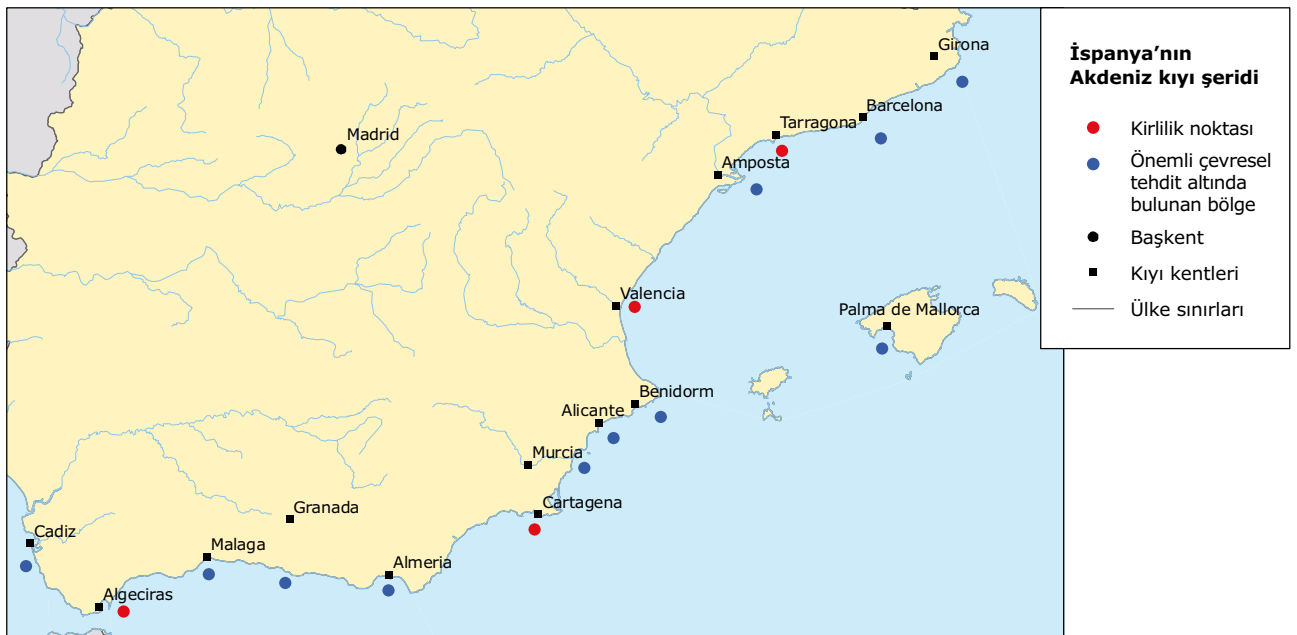 Girona
Barcelona
Tarragona
Madrid
Amposta
Valencia
Palma de Mallorca
Benidorm
Alicante
Murcia
Cartagena
Granada
Cadiz
Malaga
Almeria
Algeciras
İspanya’nın
Akdeniz kıyı şeridi
Kirlilik noktası
Önemli çevresel
tehdit altında
bulunan bölge
Başkent
Kıyı kentleri
Ülke sınırları